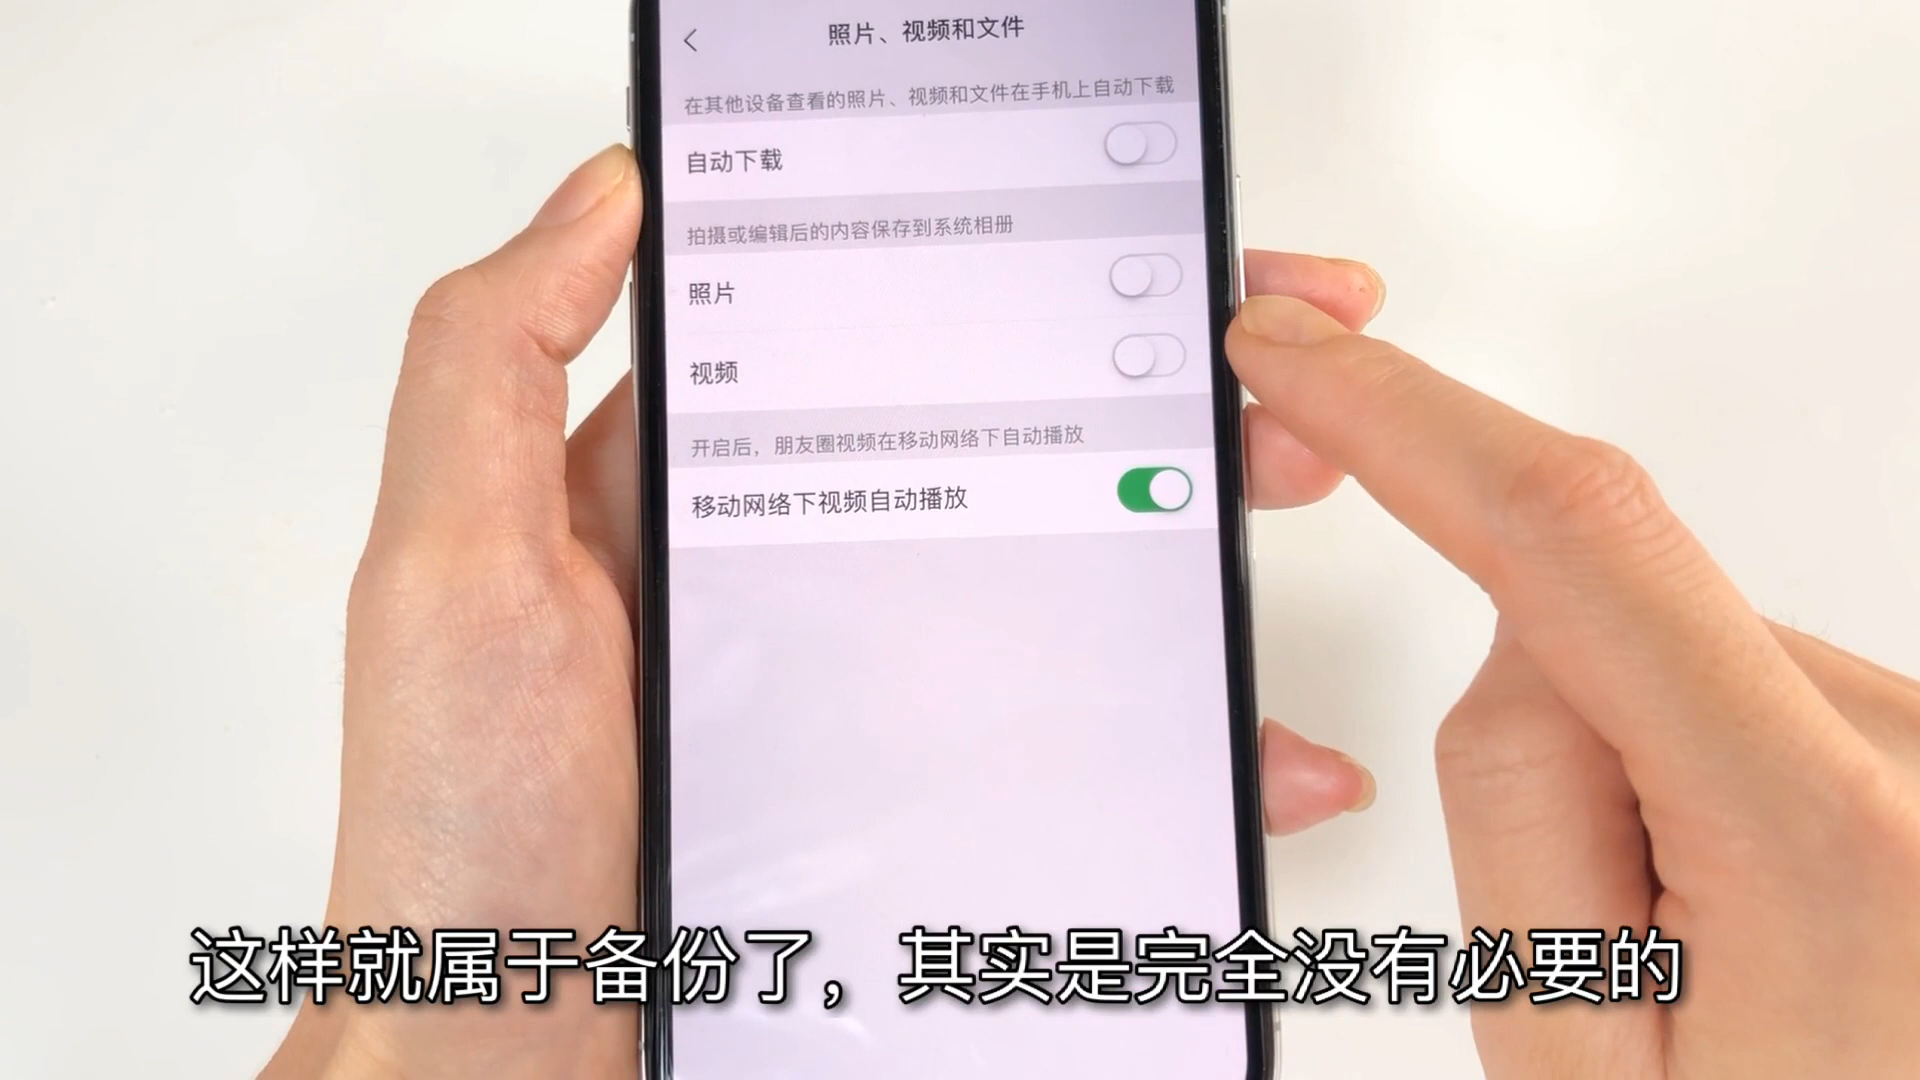 照片、视频和文件
在其他设备查看的照片、视频和文件在手机上自动下载
自动下载
拍摄或编辑后的内容保存到系统相册
照片
视频
开启后，朋友圈视频在移动网络下自动播放
移动网络下视频自动播放
这样就属于备份了，其实是完全没有必要的